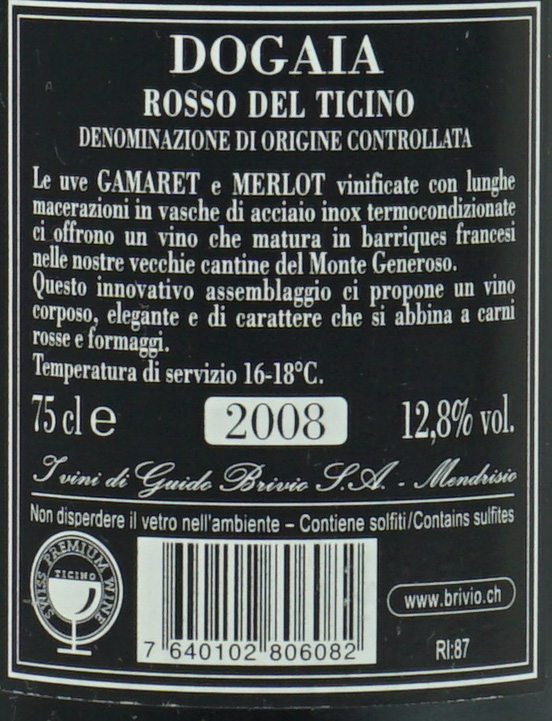 DOGAIA
ROSSO DEL TICINO
DENOMINAZIONE DI ORIGINE CONTROLLATA
Le uve GAMARET e MERLOT vinificate con lunghe
macerazioni in vasche di acciaio inox termocondizionate
ci offrono un vino che matura in barriques francesi
nelle nostre vecchie cantine del Monte Generoso.
Questo innovativo assemblaggio ci propone un vino
corposo, elegante e di carattere che si abbina a carni
rosse e formaggi.
Temperatura di servizio 16-18°C.
75 cl e 2008 12,8% vol.
I vini di Guido Brivio S.A. - Mendrisio
Non disperdere il vetro nell'ambiente – Contiene solfiti/Contains sulfites
SWISS PREMIUM WINE
TICINO
7 640102 806082
www.brivio.ch
RI:87